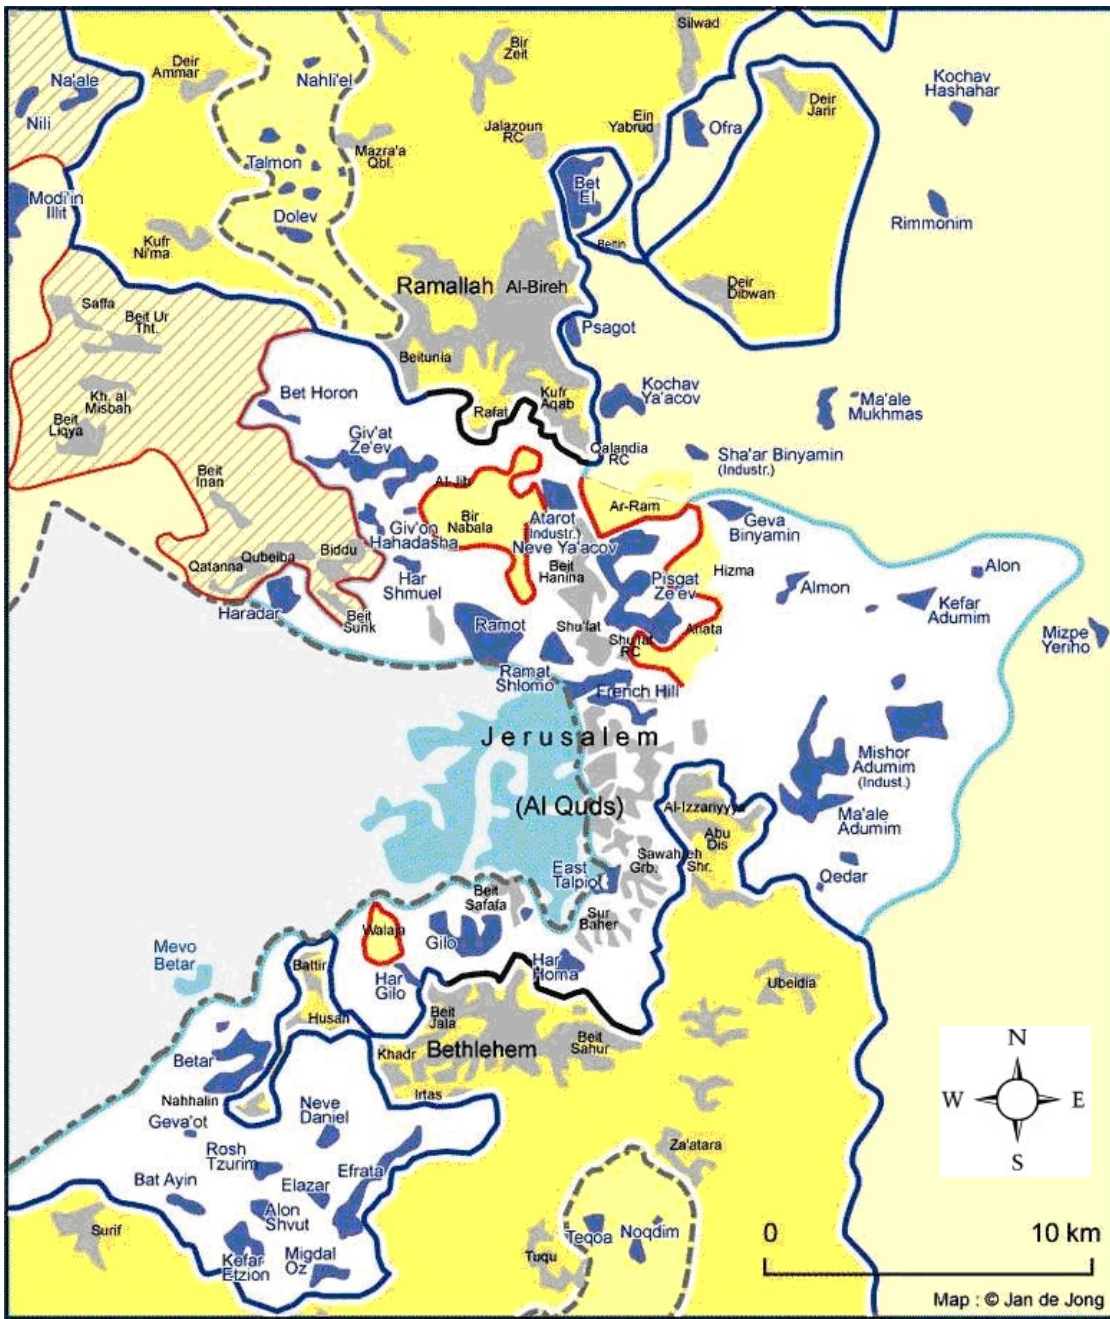 Silwad
Bir
Zeit
Deir
Ammar
Nahli'el
Na'ale
Nili
Kochav
Hashahar
Deir
Jarir
Ein
Yabrud
Ofra
Jalazoun
RC
Mazra'a
Qbl.
Talmon
Bet
El
Modi'in
Illit
Dolev
Rimmonim
Kufr
Ni'ma
Betin
Ramallah
Al-Bireh
Deir
Dibwan
Saffa
Beit Ur
Tht.
Psagot
Beitunia
Kh. al
Misbah
Bet Horon
Kochav
Ya'acov
Kufr
Aqab
Ma'ale
Mukhmas
Rafat
Beit
Liqya
Giv'at
Ze'ev
Qalandia
RC
Sha'ar Binyamin
(Industr.)
Beit
Inan
Al-Jib
Bir
Nabala
Ar-Ram
Atarot
(Industr.)
Geva
Binyamin
Giv'on
Hahadasha
Neve Ya'acov
Qubeiba
Biddu
Qatanna
Beit
Hanina
Pisgat
Ze'ev
Hizma
Alon
Har
Shmuel
Almon
Kefar
Adumim
Haradar
Beit
Surik
Ramot
Shu'fat
Anata
Shu'fat
RC
Mizpe
Yeriho
Ramat
Shlomo
French Hill
Jerusalem
Mishor
Adumim
(Indust.)
(Al Quds)
Al-Izzariyyya
Ma'ale
Adumim
Abu
Dis
Sawahreh
Grb.
Shr.
East
Talpiot
Qedar
Beit
Safafa
Sur
Baher
Walaja
Gilo
Mevo
Betar
Battir
Har
Gilo
Har
Homa
Ubeidia
Husan
Beit
Jala
Beit
Sahur
Betar
Khadr
Bethlehem
N
W
E
S
Nahhalin
Irtas
Geva'ot
Neve
Daniel
Za'atara
Rosh
Tzurim
Bat Ayin
Elazar
Efrata
Alon
Shvut
Surif
Teqoa
Noqdim
0
10 km
Kefar
Etzion
Migdal
Oz
Tuqu
Map : © Jan de Jong